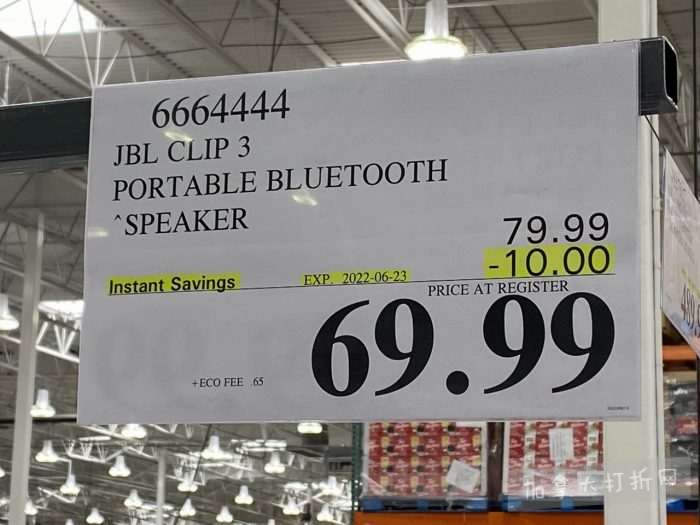 6664444
JBL CLIP 3
PORTABLE BLUETOOTH
^SPEAKER
79.99
-10.00
Instant Savings EXP. 2022-06-23
PRICE AT REGISTER
69.99
+ECO FEE .65
加拿大打折网